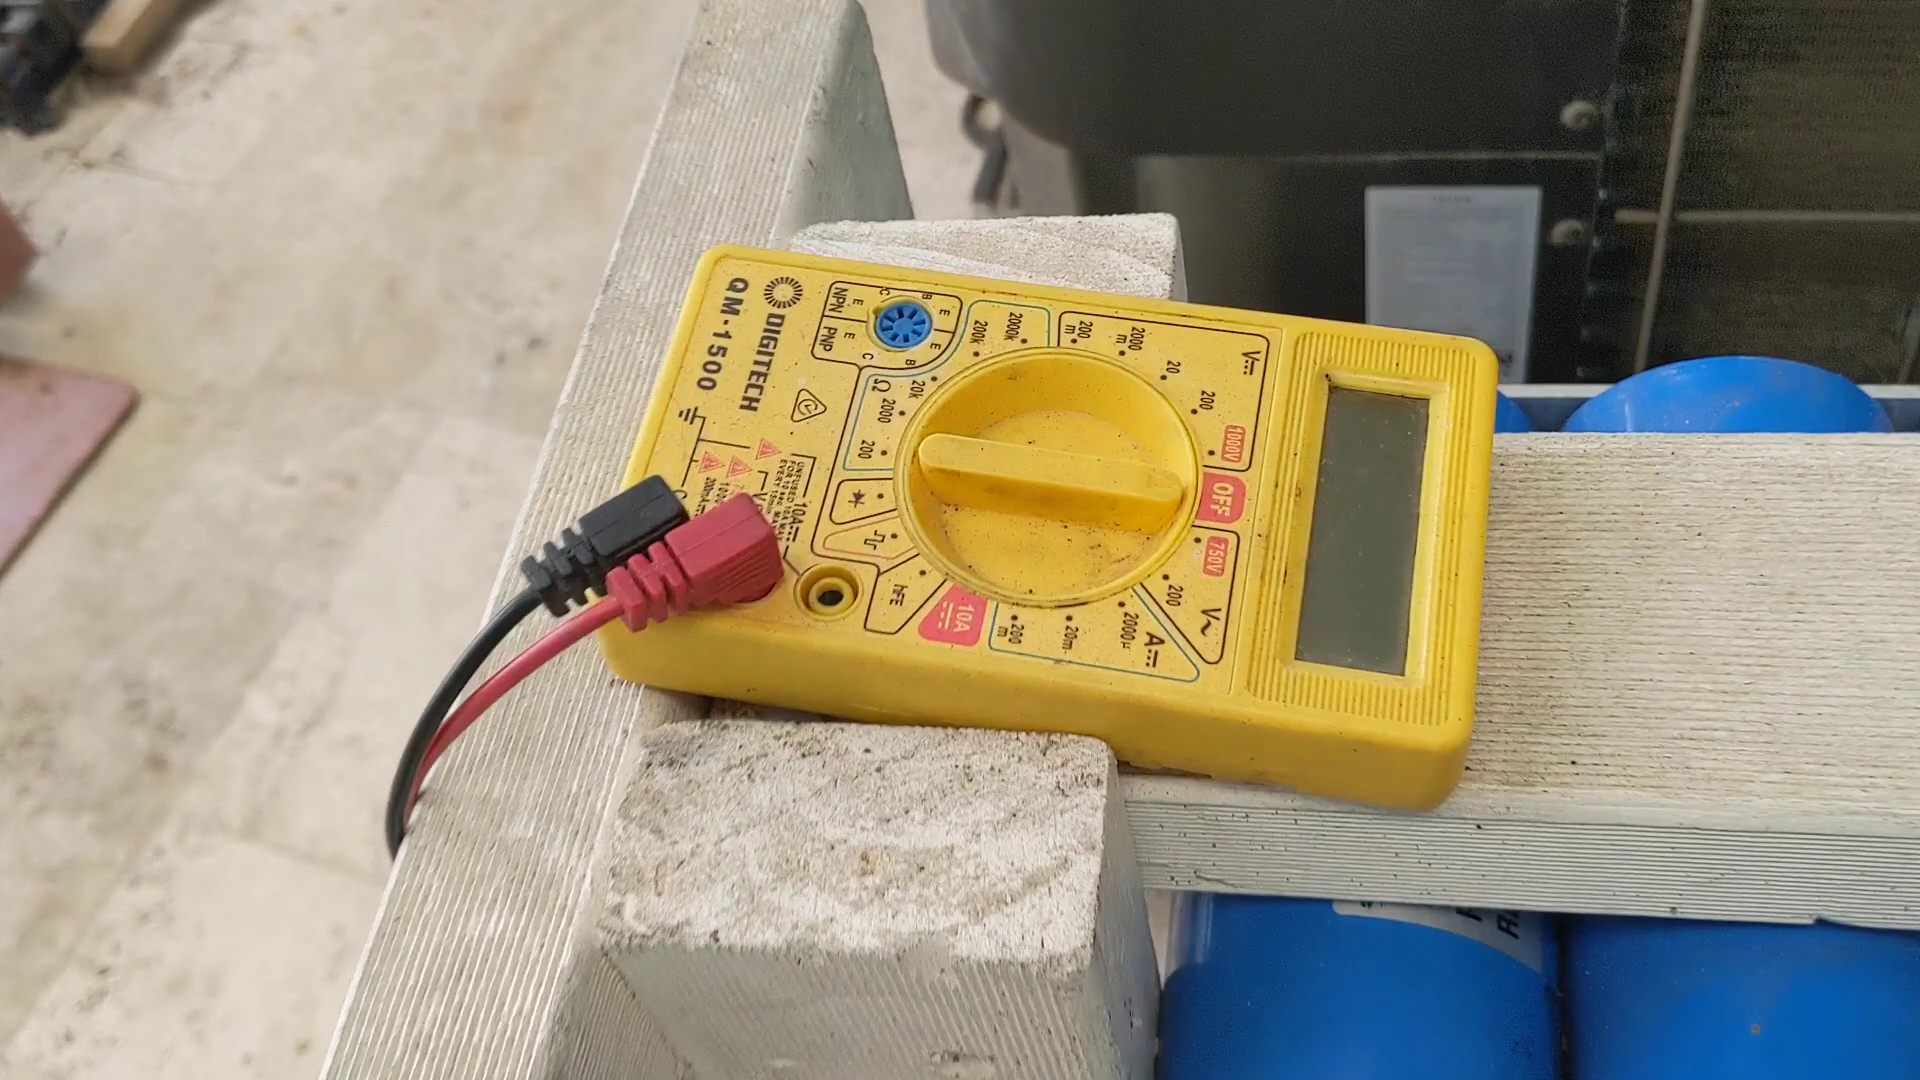 DIGITECH
QM-1500
NPN
PNP
E
B
C
E
E
E
C
B
V⎓
200
m
2000
m
20
200
1000V
OFF
750V
200
V~
A⎓
2000µ
20m
200
m
10A
⎓
hFE
200
2000
20k
200k
2000k
Ω
10A⎓
UNFUSED